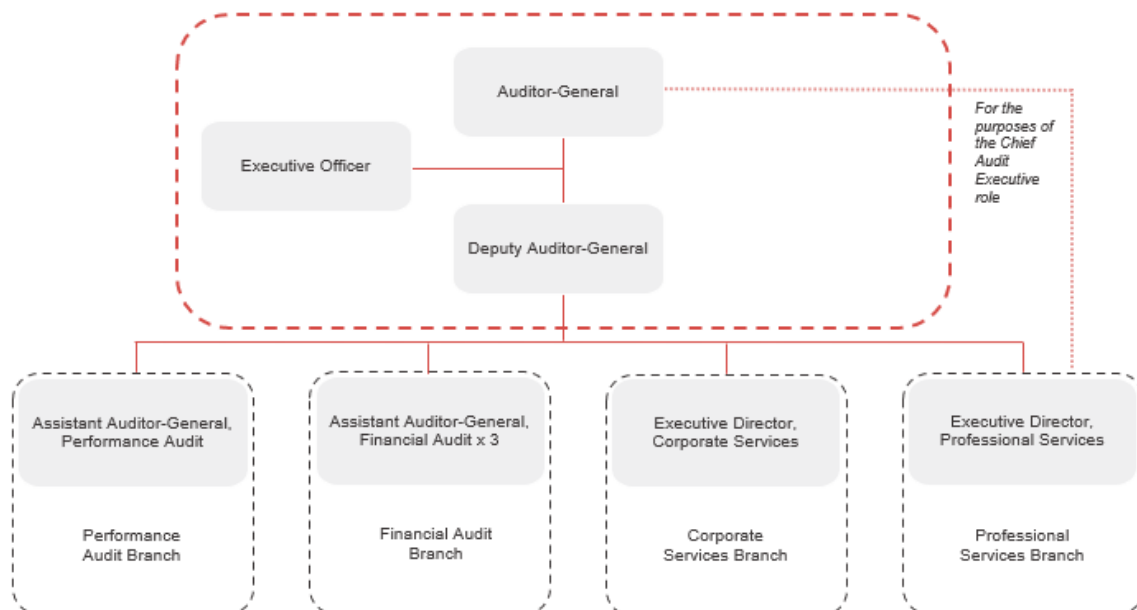 Auditor-General
For the
purposes of
the Chief
Audit
Executive
role
Executive Officer
Deputy Auditor-General
Assistant Auditor-General,
Performance Audit
Assistant Auditor-General,
Financial Audit x 3
Executive Director,
Corporate Services
Executive Director,
Professional Services
Performance
Audit Branch
Financial Audit
Branch
Corporate
Services Branch
Professional
Services Branch